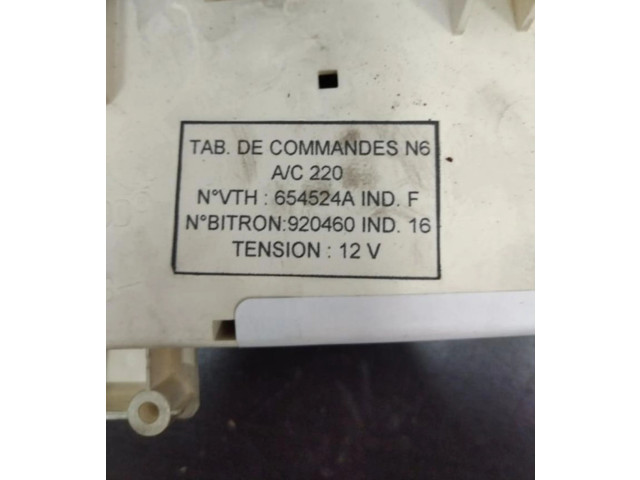 TAB. DE COMMANDES N6
A/C 220
N°VTH : 654524A IND. F
N°BITRON:920460 IND. 16
TENSION : 12 V